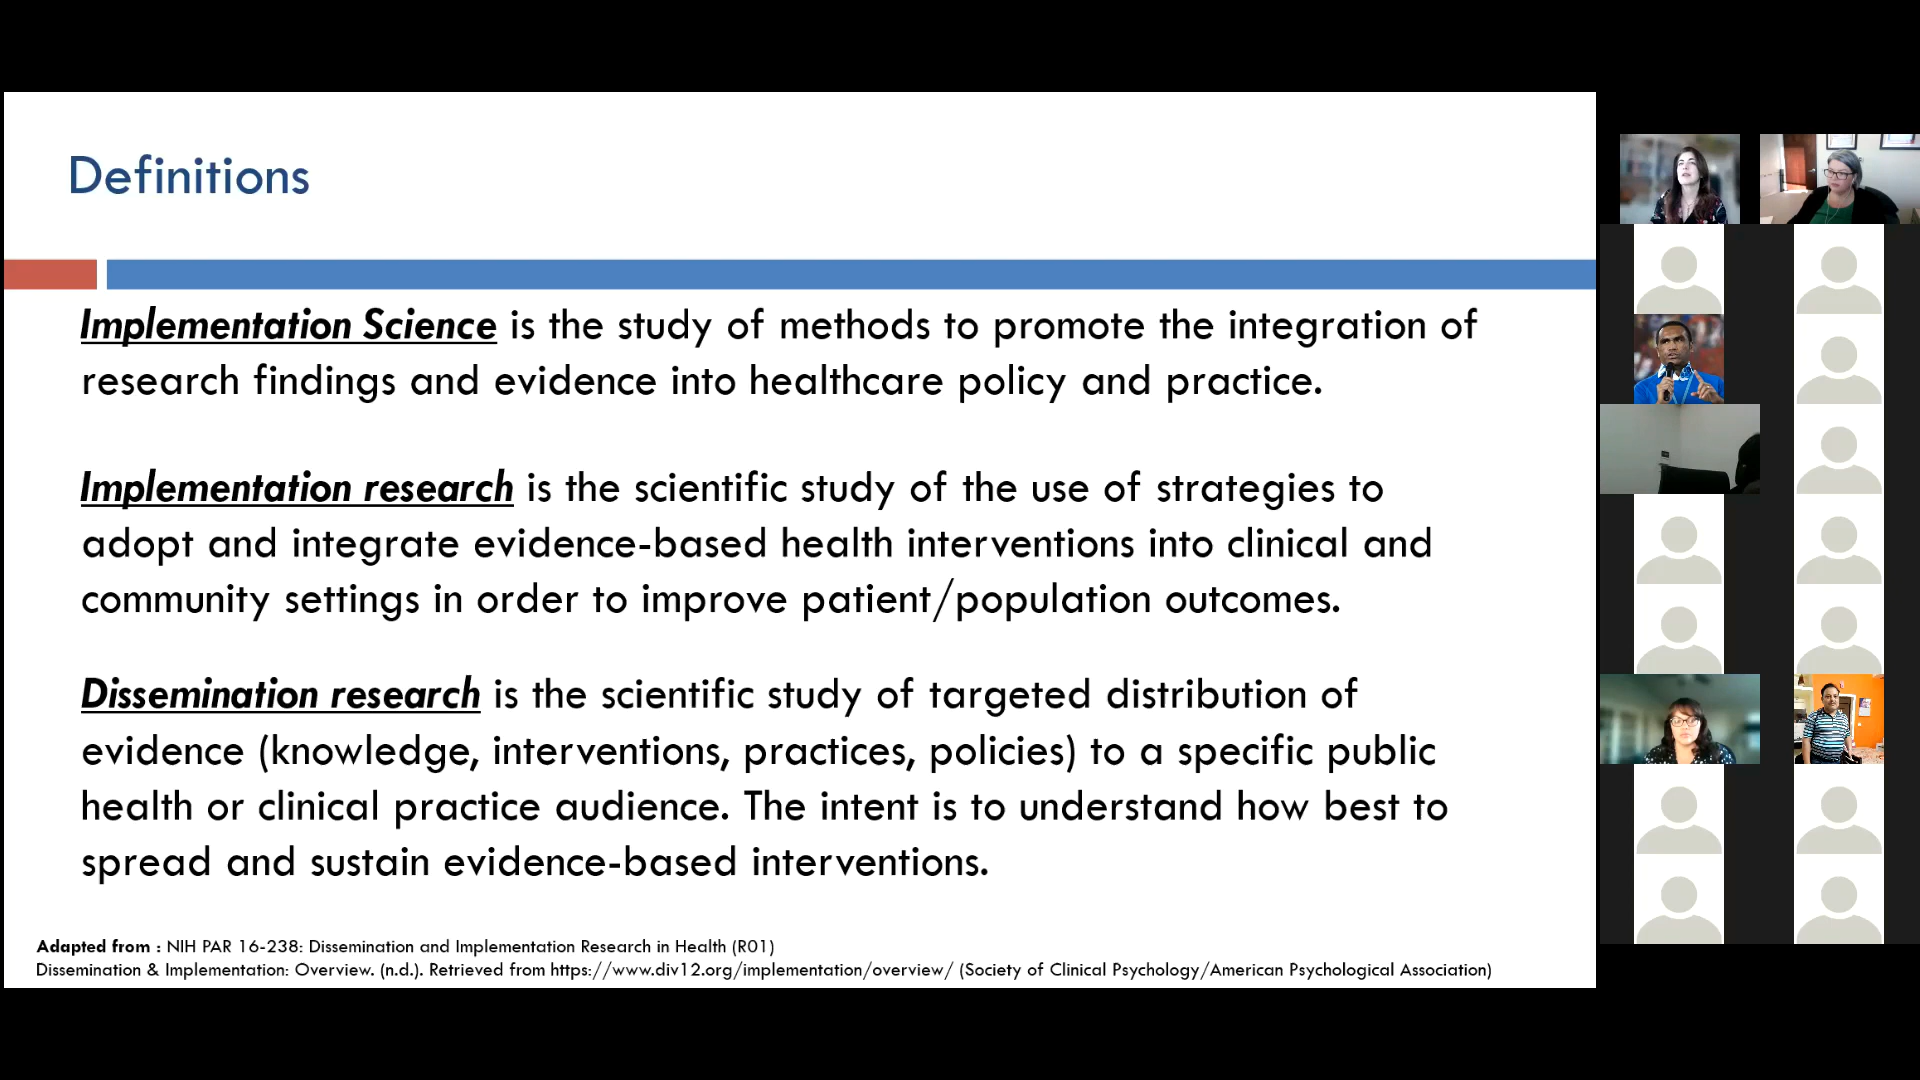 Definitions
Implementation Science is the study of methods to promote the integration of
research findings and evidence into healthcare policy and practice.
Implementation research is the scientific study of the use of strategies to
adopt and integrate evidence-based health interventions into clinical and
community settings in order to improve patient/population outcomes.
Dissemination research is the scientific study of targeted distribution of
evidence (knowledge, interventions, practices, policies) to a specific public
health or clinical practice audience. The intent is to understand how best to
spread and sustain evidence-based interventions.
Adapted from : NIH PAR 16-238: Dissemination and Implementation Research in Health (R01)
Dissemination & Implementation: Overview. (n.d.). Retrieved from https://www.div12.org/implementation/overview/ (Society of Clinical Psychology/American Psychological Association)